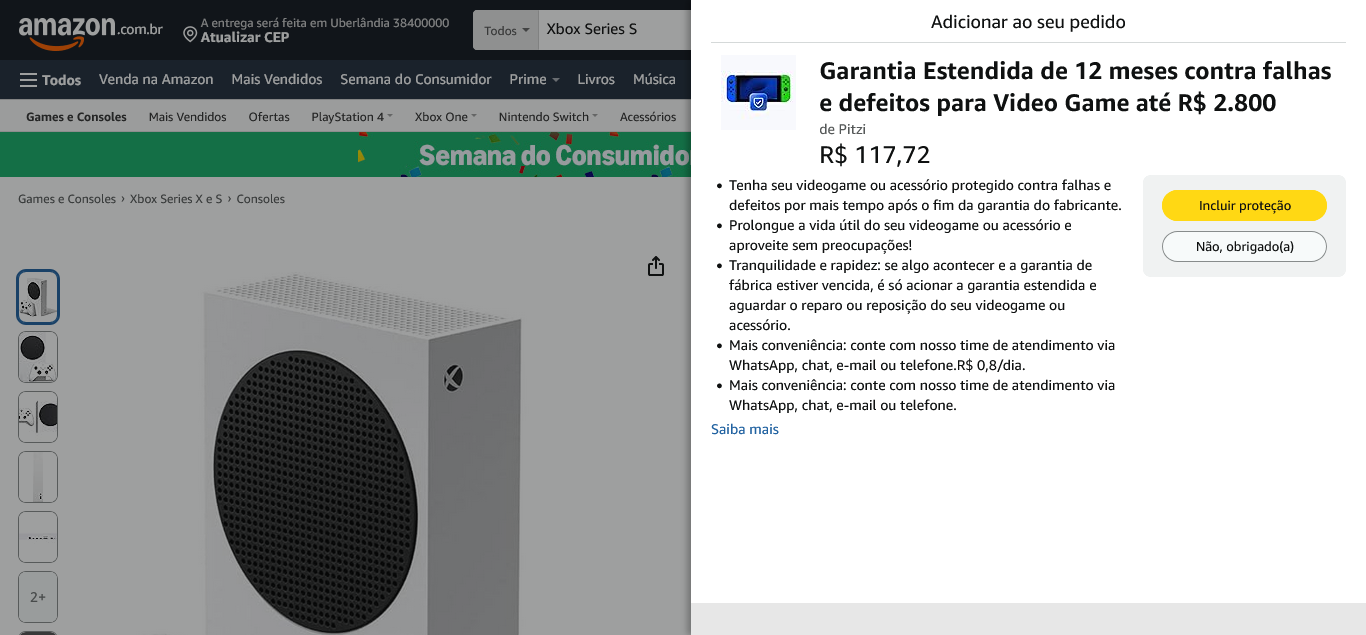 amazon.com.br
A entrega será feita em Uberlândia 38400000
Atualizar CEP
Todos
Xbox Series S
Todos
Venda na Amazon
Mais Vendidos
Semana do Consumidor
Prime
Livros
Música
Games e Consoles
Mais Vendidos
Ofertas
PlayStation 4
Xbox One
Nintendo Switch
Acessórios
Semana do Consumido
Games e Consoles › Xbox Series X e S › Consoles
2+
Adicionar ao seu pedido
Garantia Estendida de 12 meses contra falhas
e defeitos para Video Game até R$ 2.800
de Pitzi
R$ 117,72
• Tenha seu videogame ou acessório protegido contra falhas e
defeitos por mais tempo após o fim da garantia do fabricante.
• Prolongue a vida útil do seu videogame ou acessório e
aproveite sem preocupações!
• Tranquilidade e rapidez: se algo acontecer e a garantia de
fábrica estiver vencida, é só acionar a garantia estendida e
aguardar o reparo ou reposição do seu videogame ou
acessório.
• Mais conveniência: conte com nosso time de atendimento via
WhatsApp, chat, e-mail ou telefone.R$ 0,8/dia.
• Mais conveniência: conte com nosso time de atendimento via
WhatsApp, chat, e-mail ou telefone.
Saiba mais
Incluir proteção
Não, obrigado(a)